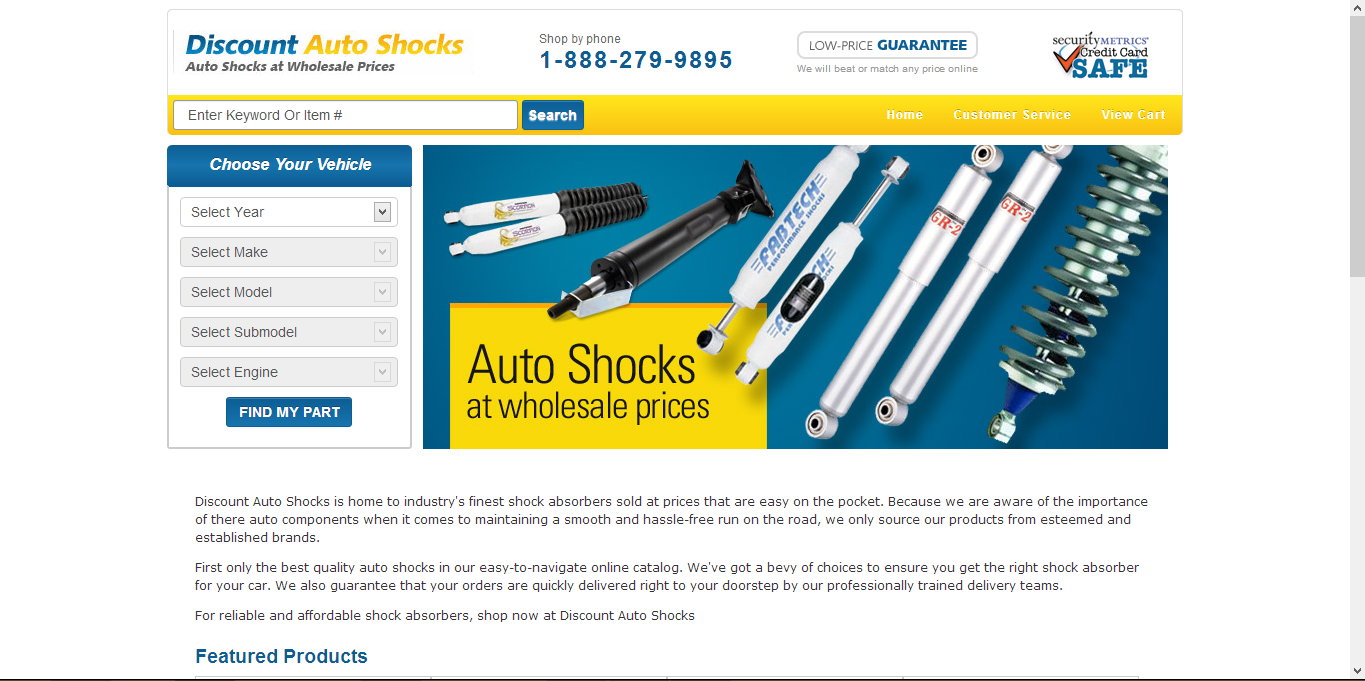 Discount Auto Shocks
Auto Shocks at Wholesale Prices
Shop by phone
1-888-279-9895
LOW-PRICE GUARANTEE
We will beat or match any price online
securityMETRICS®
Credit Card
SAFE
Enter Keyword Or Item #
Search
Home
Customer Service
View Cart
Choose Your Vehicle
Select Year
Select Make
Select Model
Select Submodel
Select Engine
FIND MY PART
SCORPION
SCORPION
FABTECH
PERFORMANCE SHOCKS
GR-2
GR-2
Auto Shocks
at wholesale prices
Discount Auto Shocks is home to industry's finest shock absorbers sold at prices that are easy on the pocket. Because we are aware of the importance
of there auto components when it comes to maintaining a smooth and hassle-free run on the road, we only source our products from esteemed and
established brands.
First only the best quality auto shocks in our easy-to-navigate online catalog. We've got a bevy of choices to ensure you get the right shock absorber
for your car. We also guarantee that your orders are quickly delivered right to your doorstep by our professionally trained delivery teams.
For reliable and affordable shock absorbers, shop now at Discount Auto Shocks
Featured Products